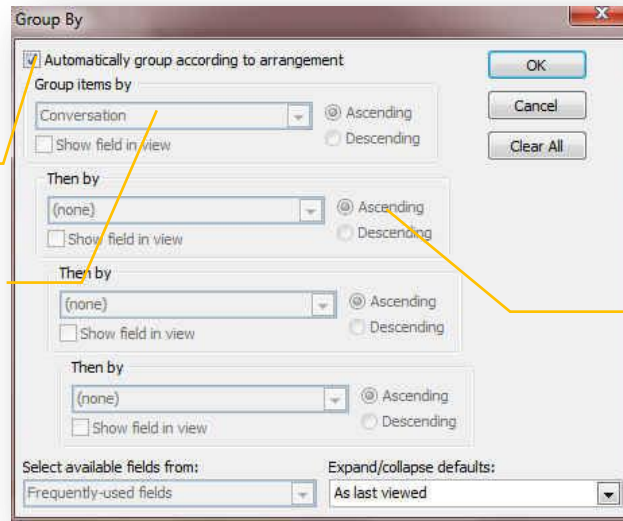 Group By
Automatically group according to arrangement
OK
Group items by
Conversation
Ascending
Cancel
Show field in view
Descending
Clear All
Then by
(none)
Ascending
Show field in view
Descending
Then by
(none)
Ascending
Show field in view
Descending
Then by
(none)
Ascending
Show field in view
Descending
Select available fields from:
Expand/collapse defaults:
Frequently-used fields
As last viewed